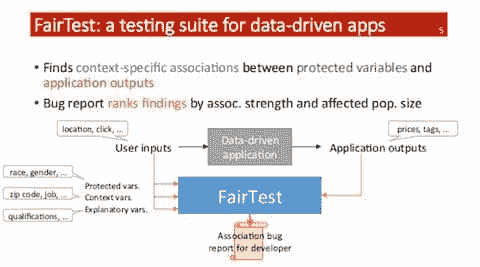 FairTest: a testing suite for data-driven apps
5
• Finds context-specific associations between protected variables and
application outputs
• Bug report ranks findings by assoc. strength and affected pop. size
location, click, ...
prices, tags, ...
User inputs
Data-driven
application
Application outputs
race, gender, ...
Protected vars.
zip code, job, ...
Context vars.
qualifications, ...
Explanatory vars.
FairTest
Association bug
report for developer